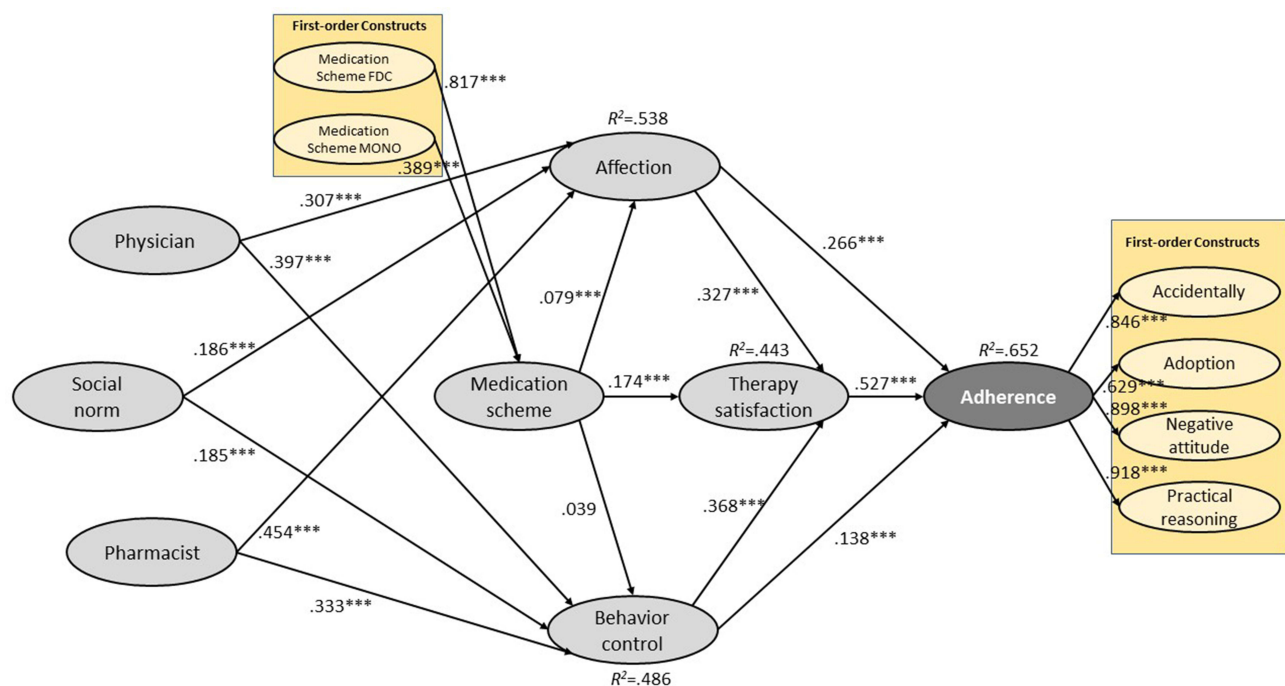 First-order Constructs
Medication
Scheme FDC
.817***
Medication
Scheme MONO
.389***
R²=.538
Affection
.307***
Physician
.397***
.266***
First-order Constructs
Accidentally
.846***
.079***
.327***
.186***
R²=.443
R²=.652
Adoption
.629***
Social
norm
Medication
scheme
.174***
Therapy
satisfaction
.527***
Adherence
.898***
Negative
attitude
.185***
.918***
Practical
reasoning
.039
.368***
.454***
.138***
Pharmacist
.333***
Behavior
control
R²=.486